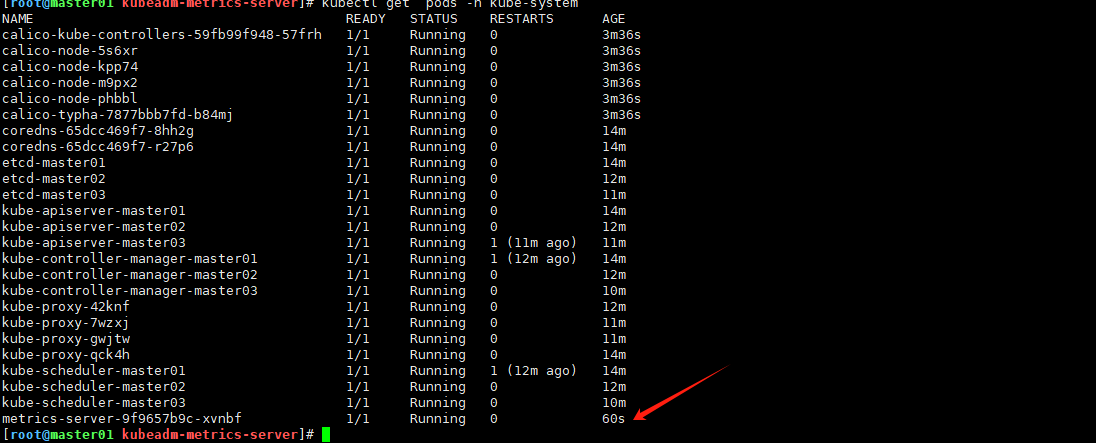 [root@master01 kubeadm-metrics-server]# kubectl get  pods -n kube-system
NAME READY STATUS RESTARTS AGE
calico-kube-controllers-59fb99f948-57frh 1/1 Running 0 3m36s
calico-node-5s6xr 1/1 Running 0 3m36s
calico-node-kpp74 1/1 Running 0 3m36s
calico-node-m9px2 1/1 Running 0 3m36s
calico-node-phbbl 1/1 Running 0 3m36s
calico-typha-7877bbb7fd-b84mj 1/1 Running 0 3m36s
coredns-65dcc469f7-8hh2g 1/1 Running 0 14m
coredns-65dcc469f7-r27p6 1/1 Running 0 14m
etcd-master01 1/1 Running 0 14m
etcd-master02 1/1 Running 0 12m
etcd-master03 1/1 Running 0 11m
kube-apiserver-master01 1/1 Running 0 14m
kube-apiserver-master02 1/1 Running 0 12m
kube-apiserver-master03 1/1 Running 1 (11m ago) 11m
kube-controller-manager-master01 1/1 Running 1 (12m ago) 14m
kube-controller-manager-master02 1/1 Running 0 12m
kube-controller-manager-master03 1/1 Running 0 10m
kube-proxy-42knf 1/1 Running 0 12m
kube-proxy-7wzxj 1/1 Running 0 11m
kube-proxy-gwjtw 1/1 Running 0 11m
kube-proxy-qck4h 1/1 Running 0 14m
kube-scheduler-master01 1/1 Running 1 (12m ago) 14m
kube-scheduler-master02 1/1 Running 0 12m
kube-scheduler-master03 1/1 Running 0 10m
metrics-server-9f9657b9c-xvnbf 1/1 Running 0 60s
[root@master01 kubeadm-metrics-server]#